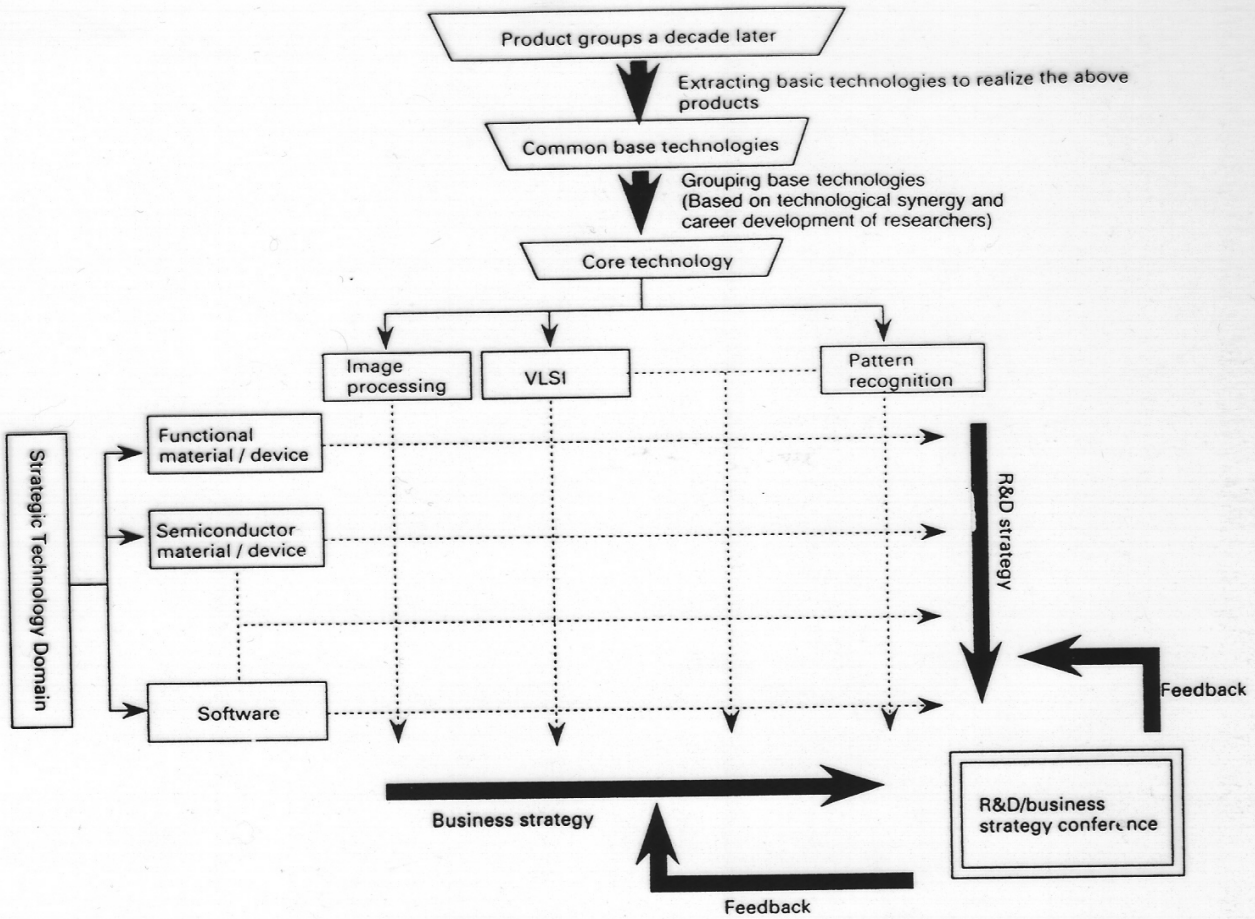 Product groups a decade later
Extracting basic technologies to realize the above
products
Common base technologies
Grouping base technologies
(Based on technological synergy and
career development of researchers)
Core technology
Image
processing
VLSI
Pattern
recognition
Strategic Technology Domain
Functional
material / device
Semiconductor
material / device
Software
R&D strategy
Feedback
Business strategy
R&D/business
strategy conference
Feedback